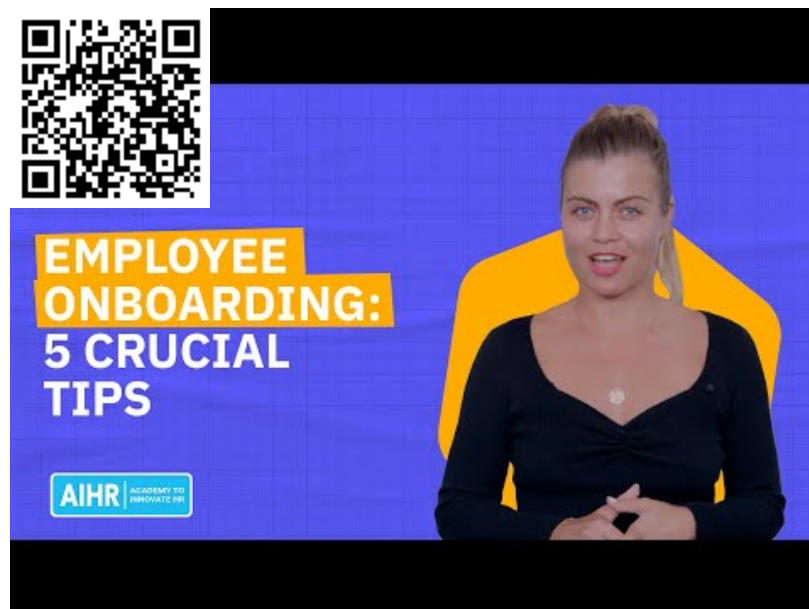 EMPLOYEE
ONBOARDING:
5 CRUCIAL
TIPS
AIHR
ACADEMY TO
INNOVATE HR